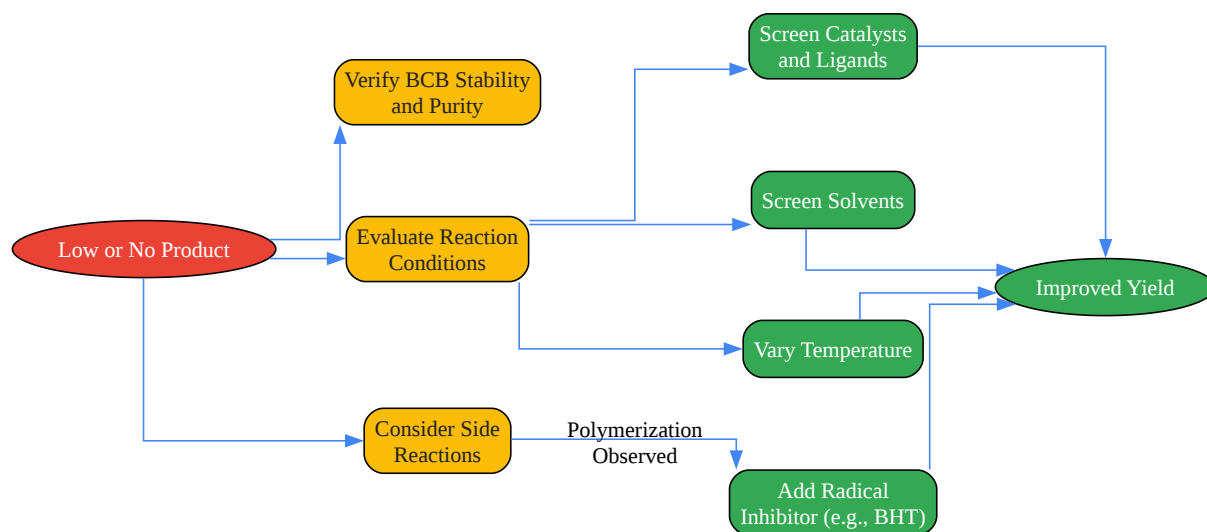 Screen Catalysts
and Ligands
Verify BCB Stability
and Purity
Screen Solvents
Low or No Product
Evaluate Reaction
Conditions
Improved Yield
Vary Temperature
Consider Side
Reactions
Polymerization
Observed
Add Radical
Inhibitor (e.g., BHT)